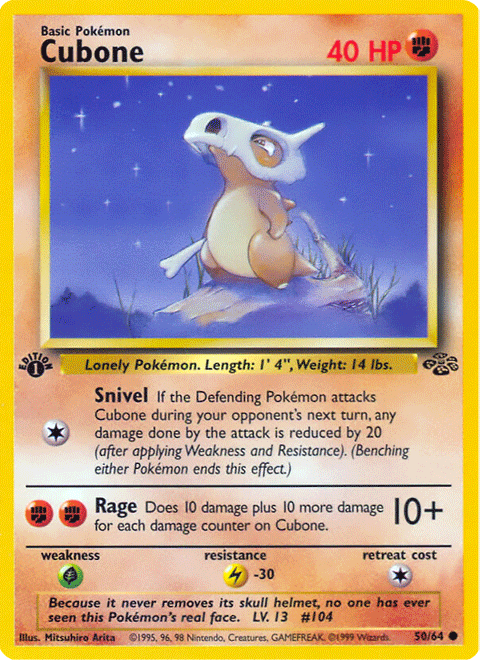 Basic Pokémon
Cubone
40 HP
EDITION
1
Lonely Pokémon. Length: 1' 4", Weight: 14 lbs.
Snivel If the Defending Pokémon attacks
Cubone during your opponent's next turn, any
damage done by the attack is reduced by 20
(after applying Weakness and Resistance). (Benching
either Pokémon ends this effect.)
Rage Does 10 damage plus 10 more damage
for each damage counter on Cubone.
10+
weakness
resistance
retreat cost
-30
Because it never removes its skull helmet, no one has ever
seen this Pokémon's real face. LV. 13 #104
Illus. Mitsuhiro Arita ©1995, 96, 98 Nintendo, Creatures, GAMEFREAK. ©1999 Wizards. 50/64